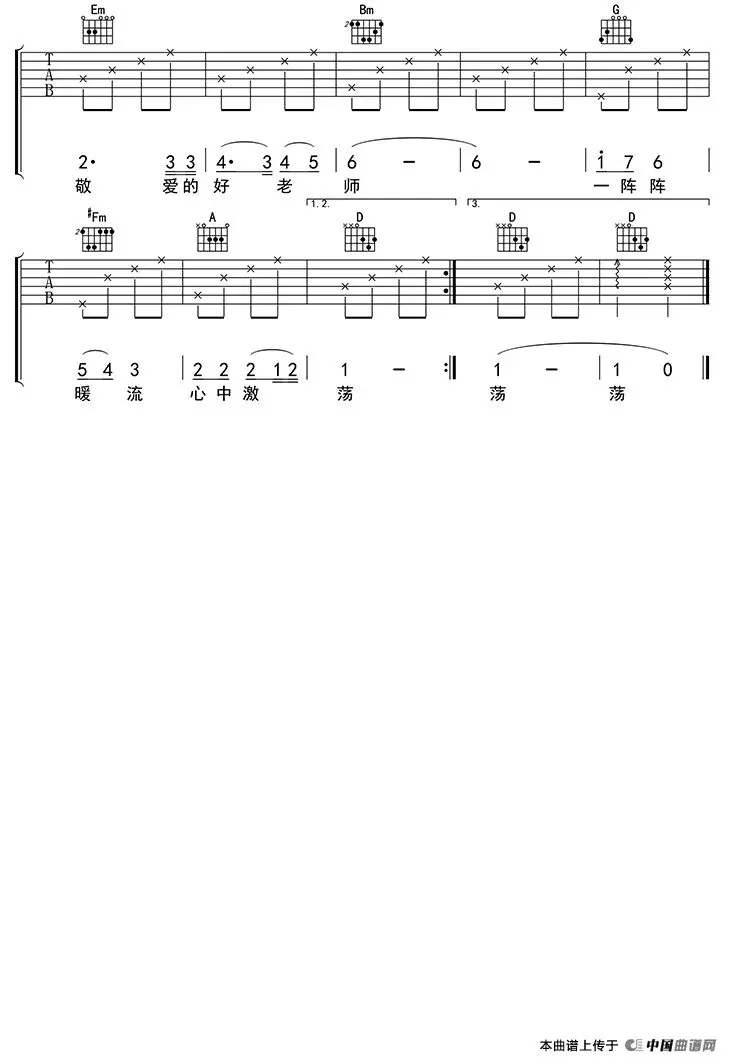 Em Bm G
2 2
T A B
2· 3 3 | 4· 3 4 5 | 6 − | 6 − | 1̇ 7 6 |
敬 爱的 好 老 师 一 阵 阵
#Fm A 1.2. D 3. D D
2
T A B
5 4 3 | 2 2 2 1 2 | 1 − :| 1 − | 1 0 |
暖 流 心 中 激 荡 荡 荡
本曲谱上传于 中国曲谱网